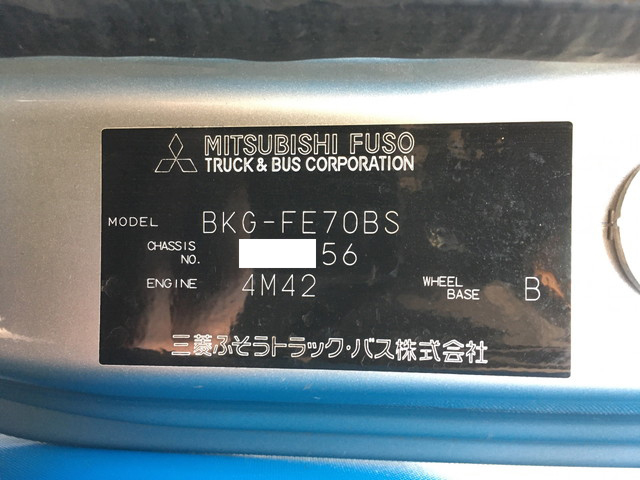 MITSUBISHI FUSO
TRUCK & BUS CORPORATION
MODEL BKG-FE70BS
CHASSIS NO. 56
ENGINE 4M42 WHEEL BASE B
三菱ふそうトラック・バス株式会社